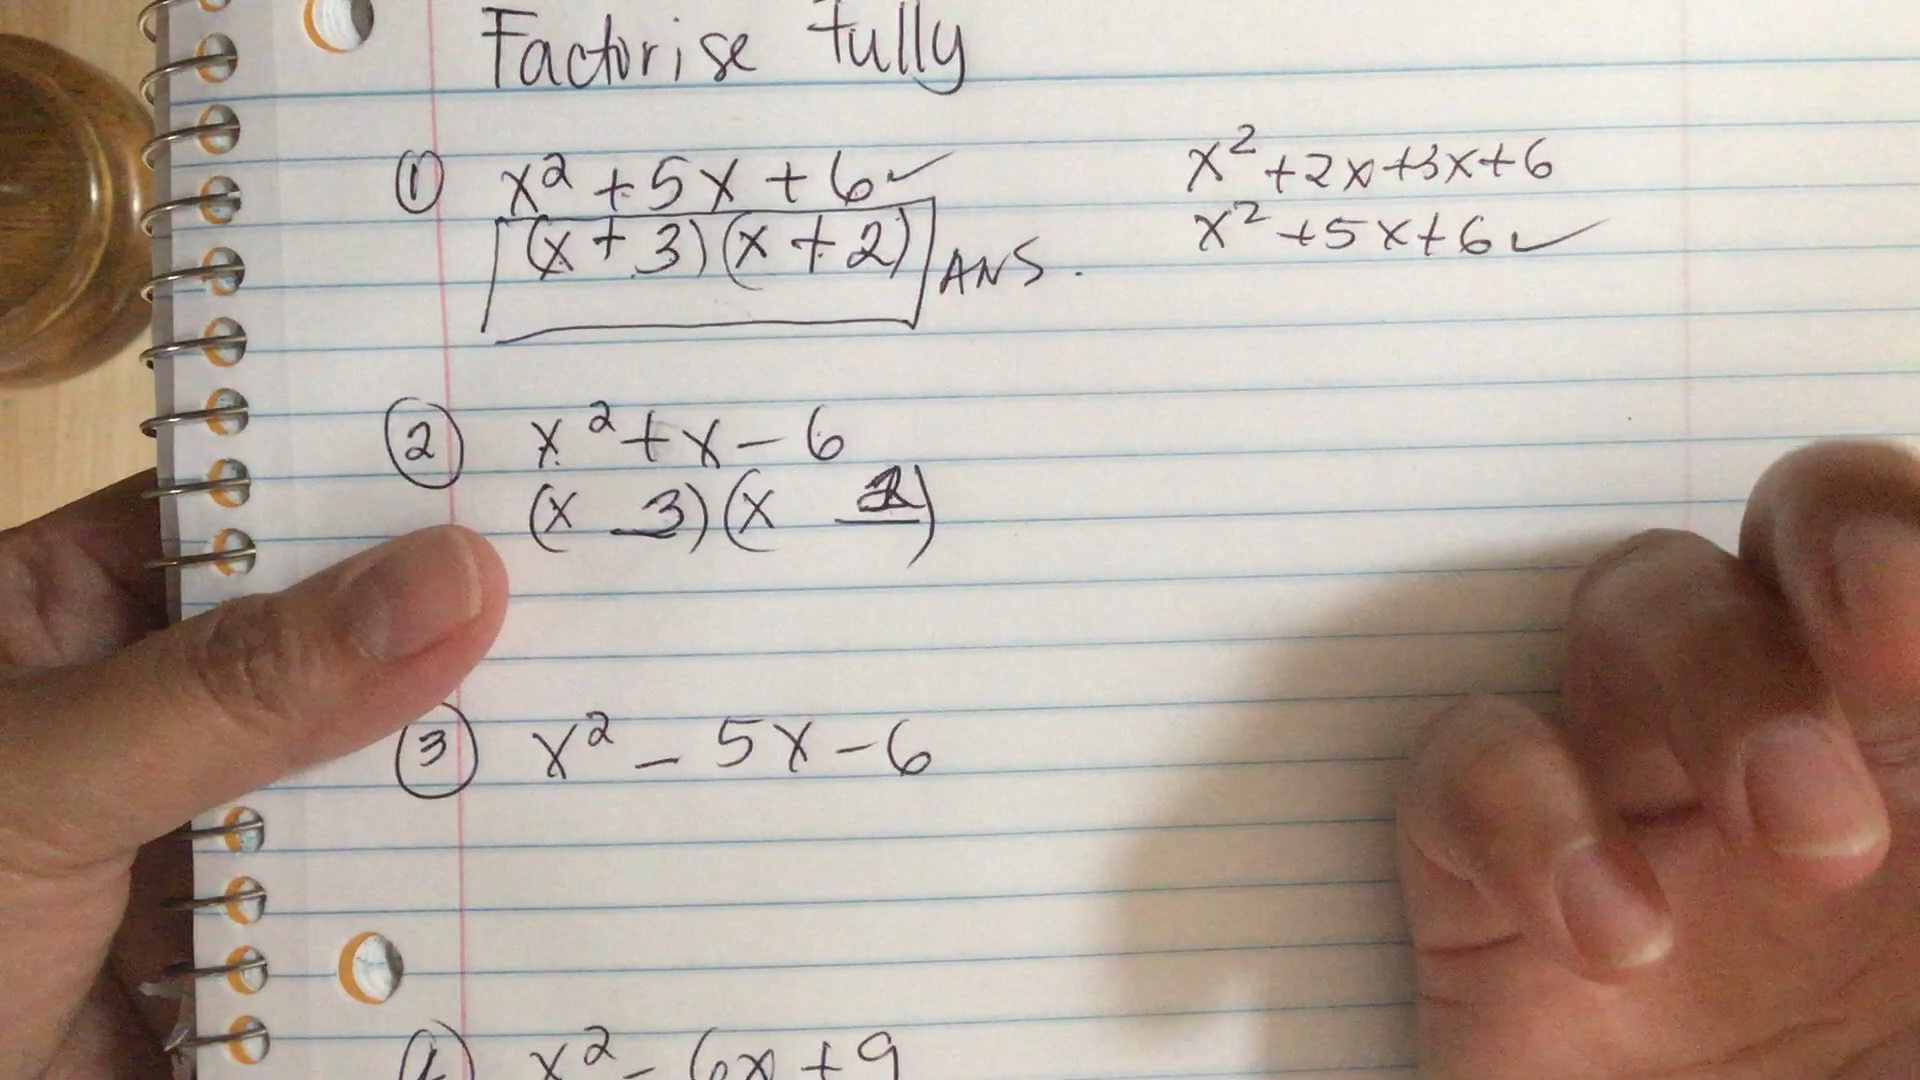 Factorise fully
① x² + 5x + 6 ✓
(x + 3)(x + 2) ANS.
x² + 2x + 3x + 6
x² + 5x + 6 ✓
② x² + x - 6
(x 3)(x 2)
③ x² - 5x - 6
x² - 6x + 9